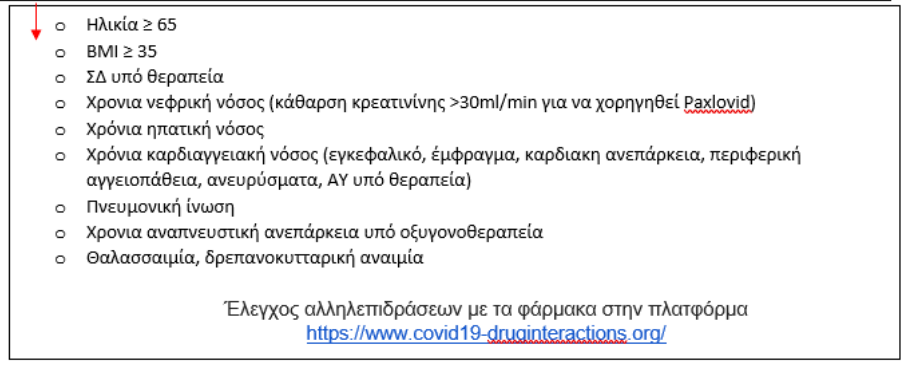 o Ηλικία ≥ 65
o BMI ≥ 35
o ΣΔ υπό θεραπεία
o Χρονια νεφρική νόσος (κάθαρση κρεατινίνης >30ml/min για να χορηγηθεί Paxlovid)
o Χρόνια ηπατική νόσος
o Χρόνια καρδιαγγειακή νόσος (εγκεφαλικό, έμφραγμα, καρδιακη ανεπάρκεια, περιφερική
αγγειοπάθεια, ανευρύσματα, ΑΥ υπό θεραπεία)
o Πνευμονική ίνωση
o Χρονια αναπνευστική ανεπάρκεια υπό οξυγονοθεραπεία
o Θαλασσαιμία, δρεπανοκυτταρική αναιμία
Έλεγχος αλληλεπιδράσεων με τα φάρμακα στην πλατφόρμα
https://www.covid19-druginteractions.org/